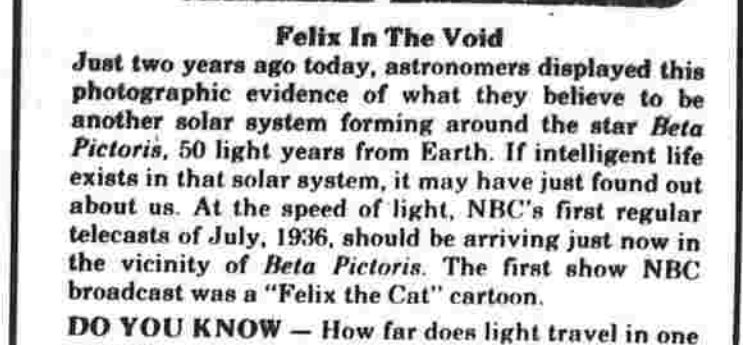 Felix In The Void
Just two years ago today, astronomers displayed this
photographic evidence of what they believe to be
another solar system forming around the star Beta
Pictoris, 50 light years from Earth. If intelligent life
exists in that solar system, it may have just found out
about us. At the speed of light, NBC's first regular
telecasts of July, 1936, should be arriving just now in
the vicinity of Beta Pictoris. The first show NBC
broadcast was a "Felix the Cat" cartoon.
DO YOU KNOW — How far does light travel in one